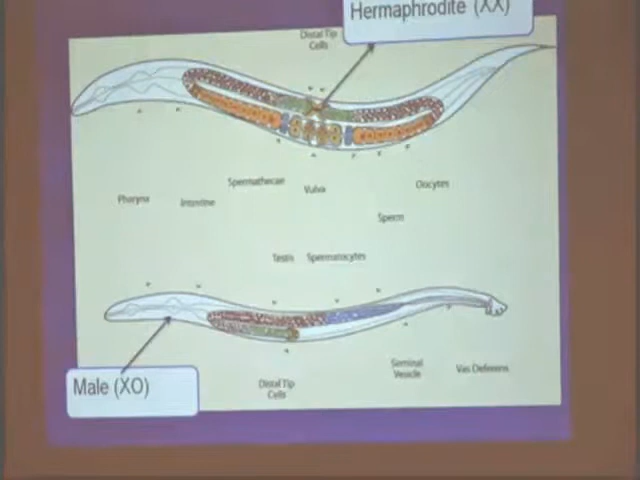 Hermaphrodite (XX)
Distal Tip
Cells
Spermathecae
Vulva
Oocytes
Pharynx
Intestine
Sperm
Testis
Spermatocytes
Seminal
Vesicle
Vas Deferens
Male (XO)
Distal Tip
Cells